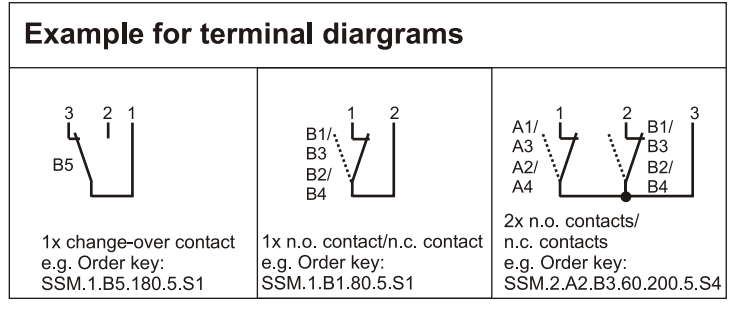 Example for terminal diargrams
3 2 1
B5
1x change-over contact
e.g. Order key:
SSM.1.B5.180.5.S1
1 2
B1/
B3
B2/
B4
1x n.o. contact/n.c. contact
e.g. Order key:
SSM.1.B1.80.5.S1
1 2 3
A1/ B1/
A3 B3
A2/ B2/
A4 B4
2x n.o. contacts/
n.c. contacts
e.g. Order key:
SSM.2.A2.B3.60.200.5.S4